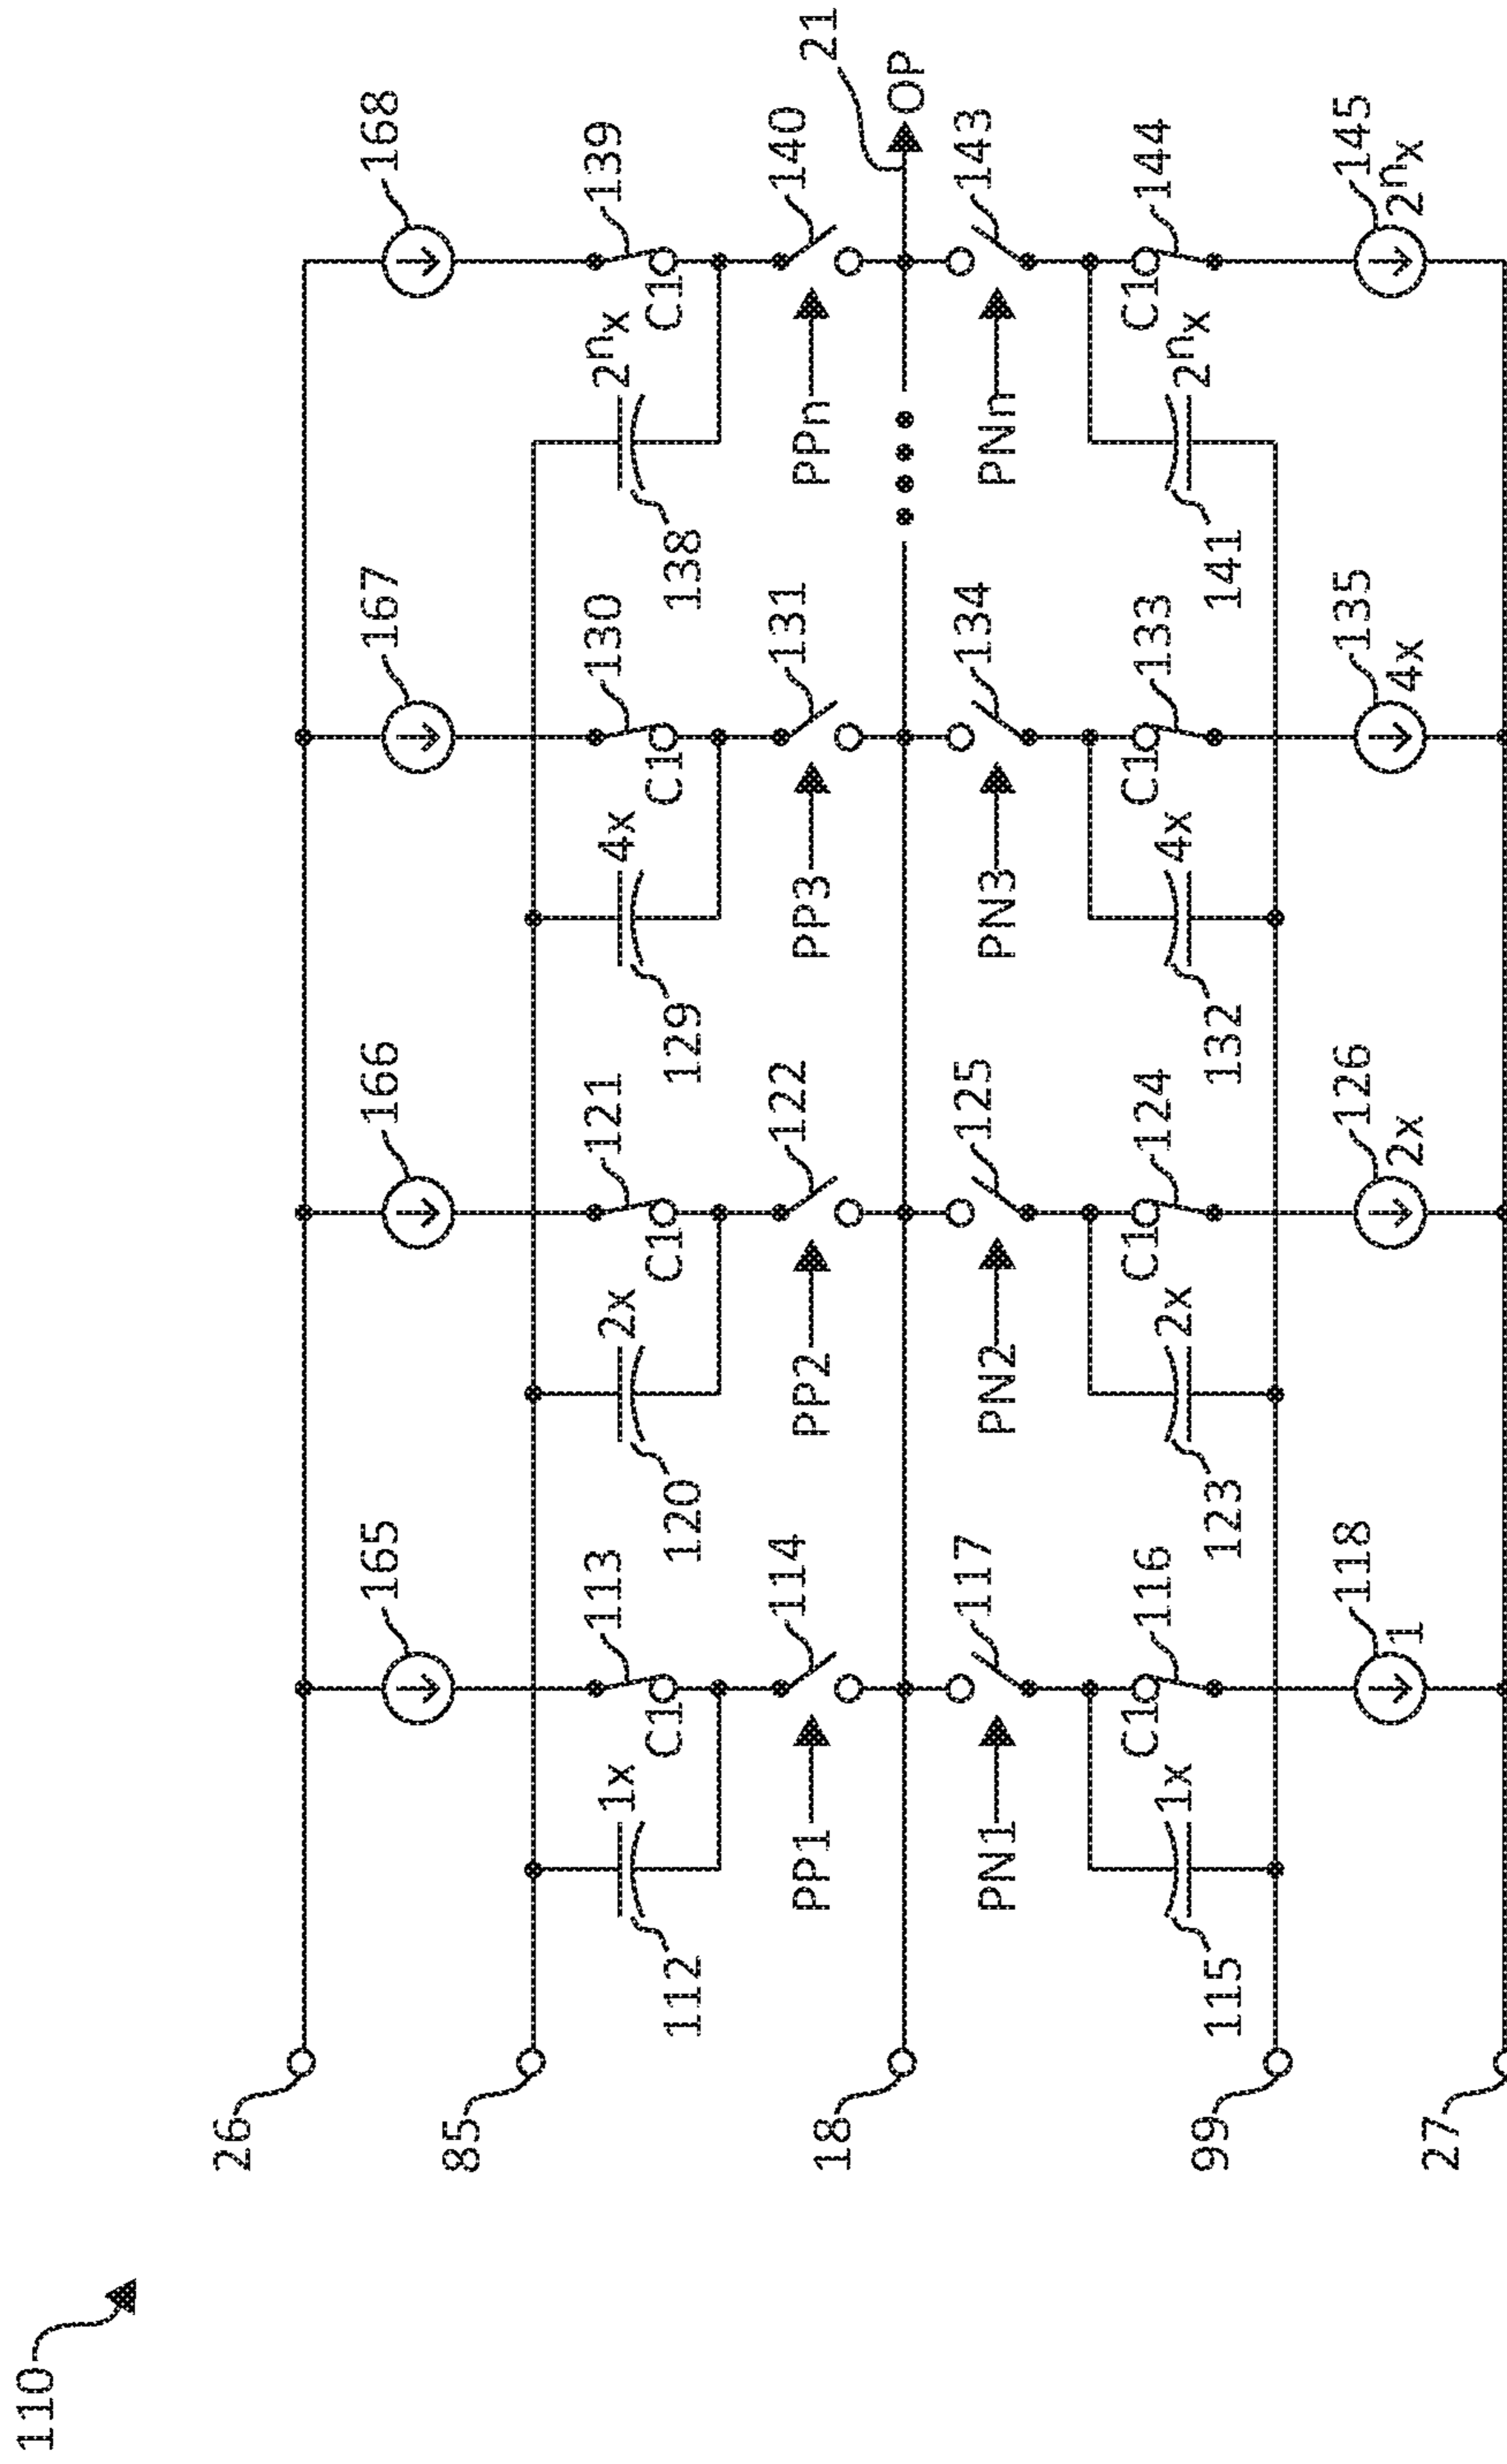 110
26
165
166
167
168
85
113
121
130
139
C1
C1
C1
C1
1x
2x
4x
2ⁿx
112
120
129
138
114
122
131
140
PP1
PP2
PP3
PPn
18
21
OP
PN1
PN2
PN3
PNn
117
125
134
143
99
116
124
133
144
C1
C1
C1
C1
1x
2x
4x
2ⁿx
115
123
132
141
27
118
126
135
145
1
2x
4x
2ⁿx